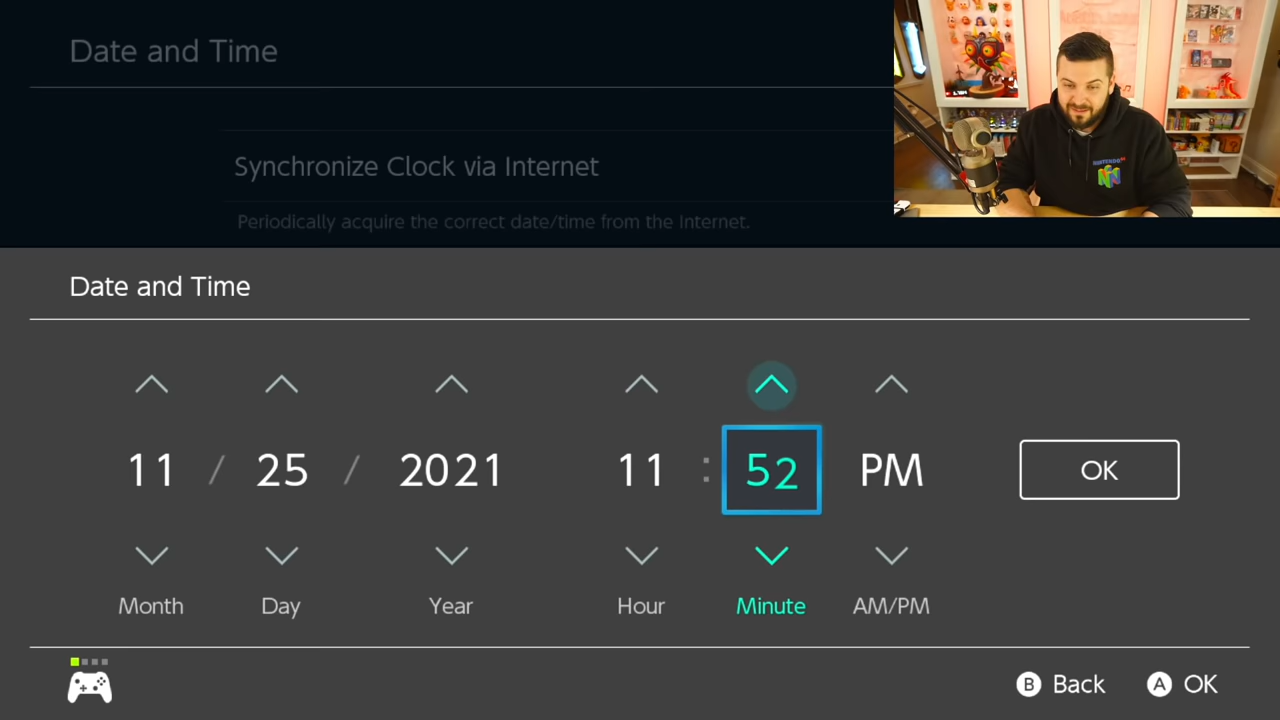 Date and Time
Synchronize Clock via Internet
Periodically acquire the correct date/time from the Internet.
NINTENDO
Date and Time
11 / 25 / 2021 11 : 52 PM OK
Month Day Year Hour Minute AM/PM
B Back A OK